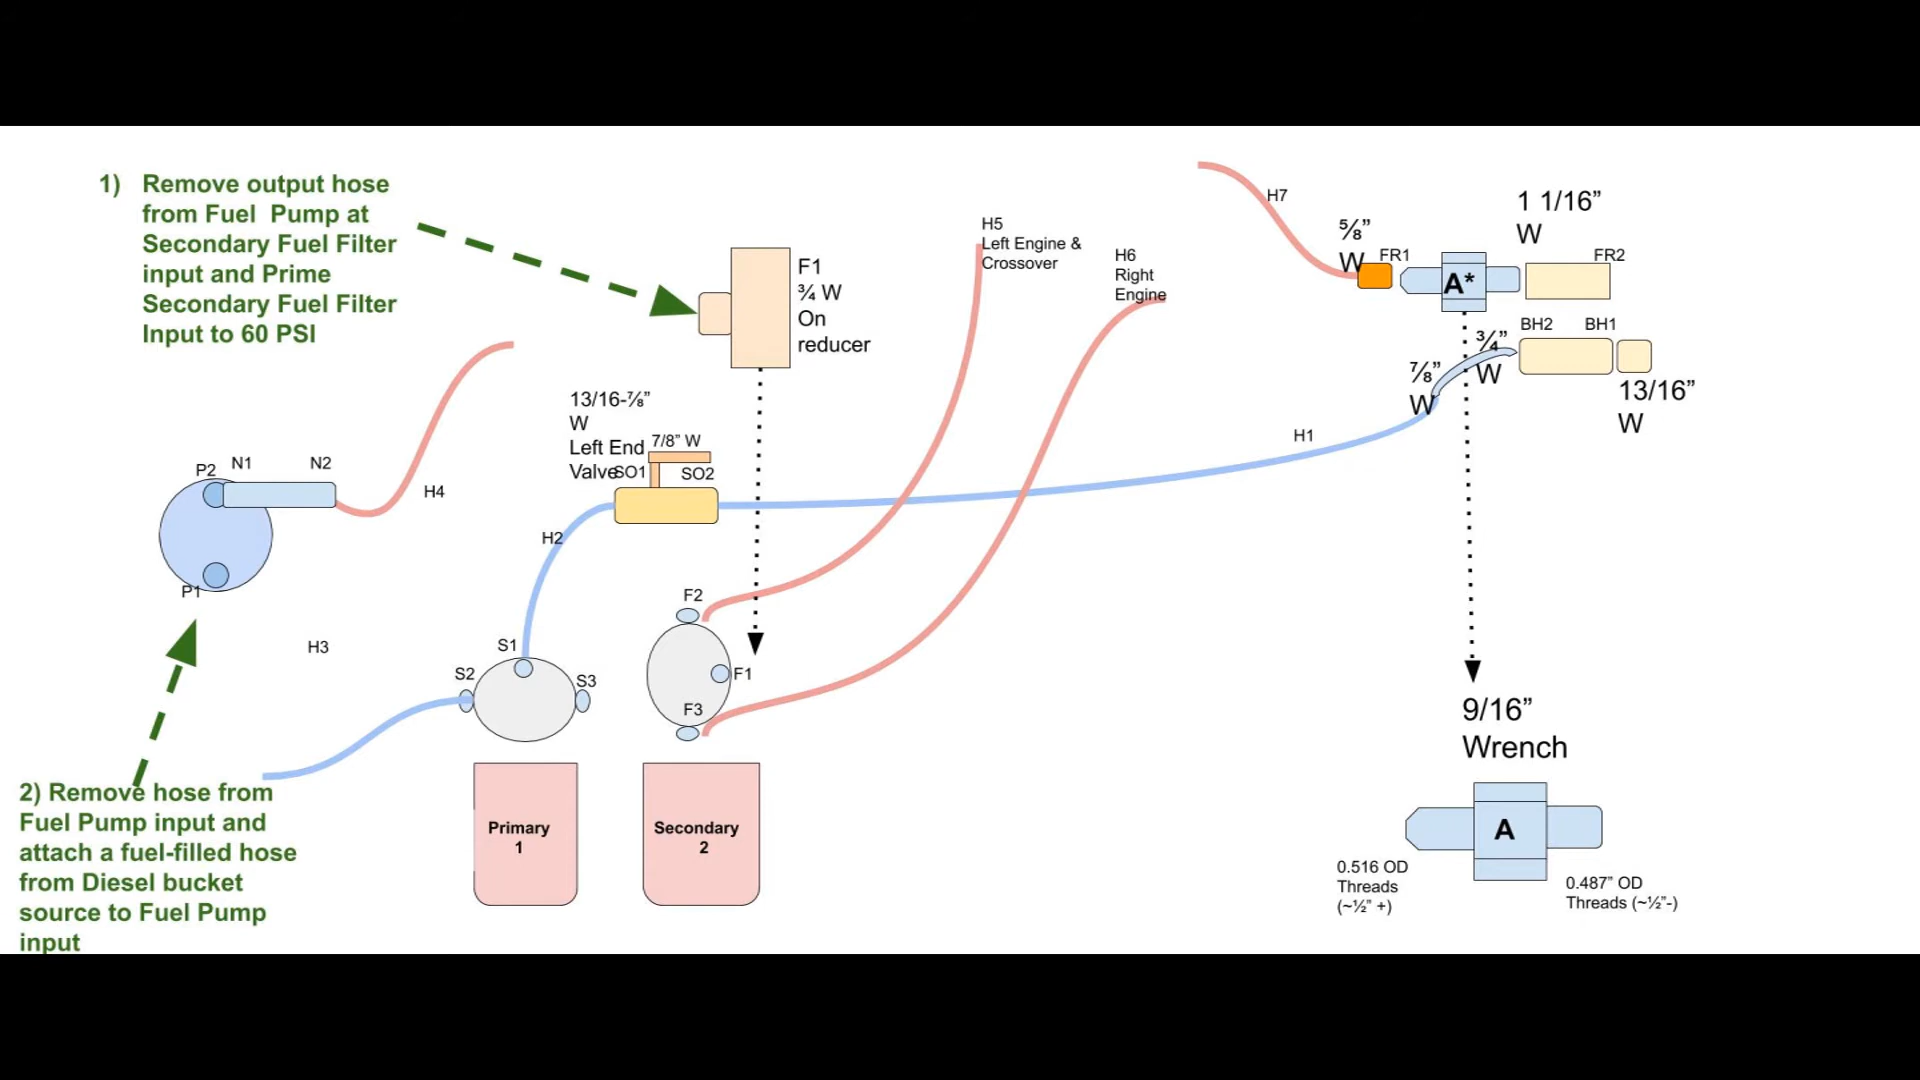 1) Remove output hose
from Fuel Pump at
Secondary Fuel Filter
input and Prime
Secondary Fuel Filter
Input to 60 PSI
F1
¾ W
On
reducer
H5
Left Engine &
Crossover
H6
Right
Engine
H7
⅝”
W
FR1
A*
1 1/16”
W
FR2
BH2
BH1
¾”
W
⅞”
W
13/16”
W
H1
13/16-⅞”
W
Left End
Valve
7/8” W
SO1
SO2
P2
N1
N2
H4
P1
H2
H3
S1
S2
S3
F2
F1
F3
9/16”
Wrench
A
0.516 OD
Threads
(~½” +)
0.487” OD
Threads (~½”-)
Primary
1
Secondary
2
2) Remove hose from
Fuel Pump input and
attach a fuel-filled hose
from Diesel bucket
source to Fuel Pump
input